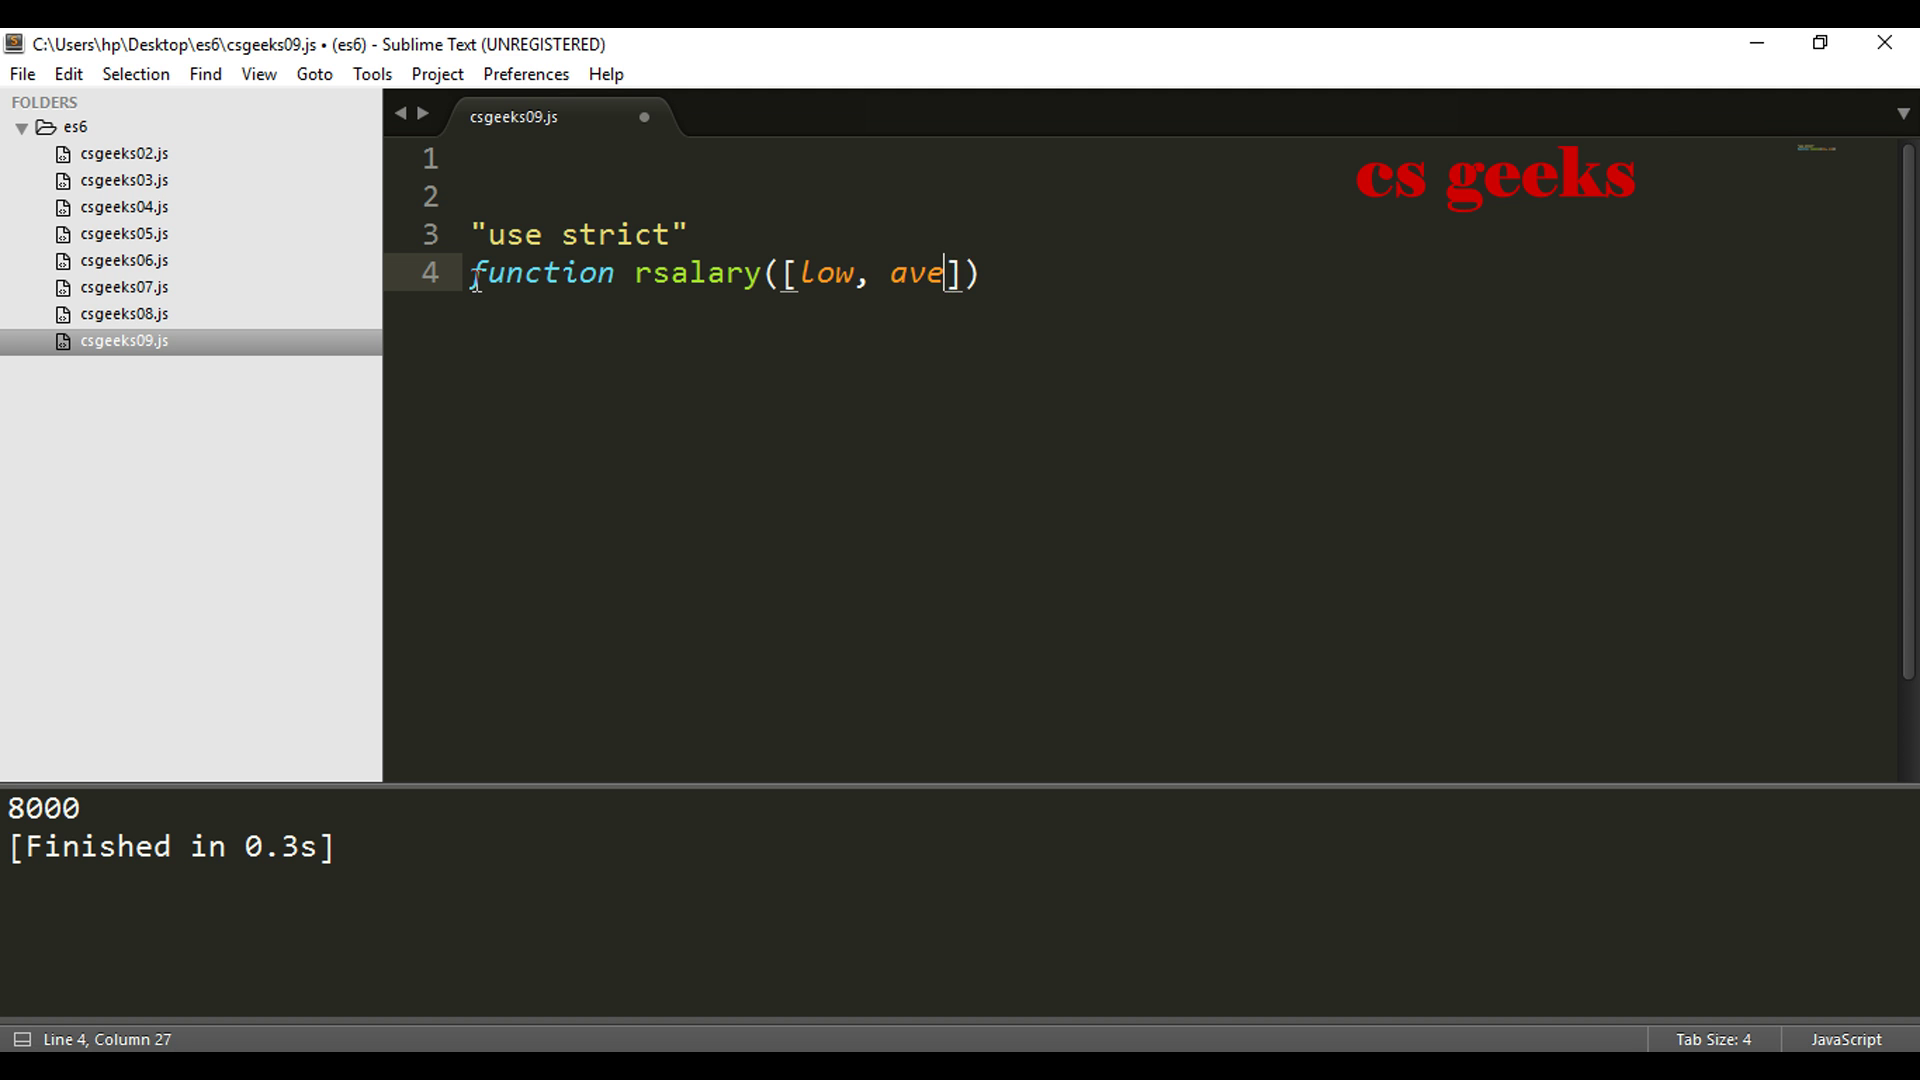 C:\Users\hp\Desktop\es6\csgeeks09.js • (es6) - Sublime Text (UNREGISTERED)
File Edit Selection Find View Goto Tools Project Preferences Help
FOLDERS
es6
csgeeks02.js
csgeeks03.js
csgeeks04.js
csgeeks05.js
csgeeks06.js
csgeeks07.js
csgeeks08.js
csgeeks09.js
csgeeks09.js
cs geeks
1
2
3 "use strict"
4 function rsalary([low, ave])
8000
[Finished in 0.3s]
Line 4, Column 27
Tab Size: 4
JavaScript